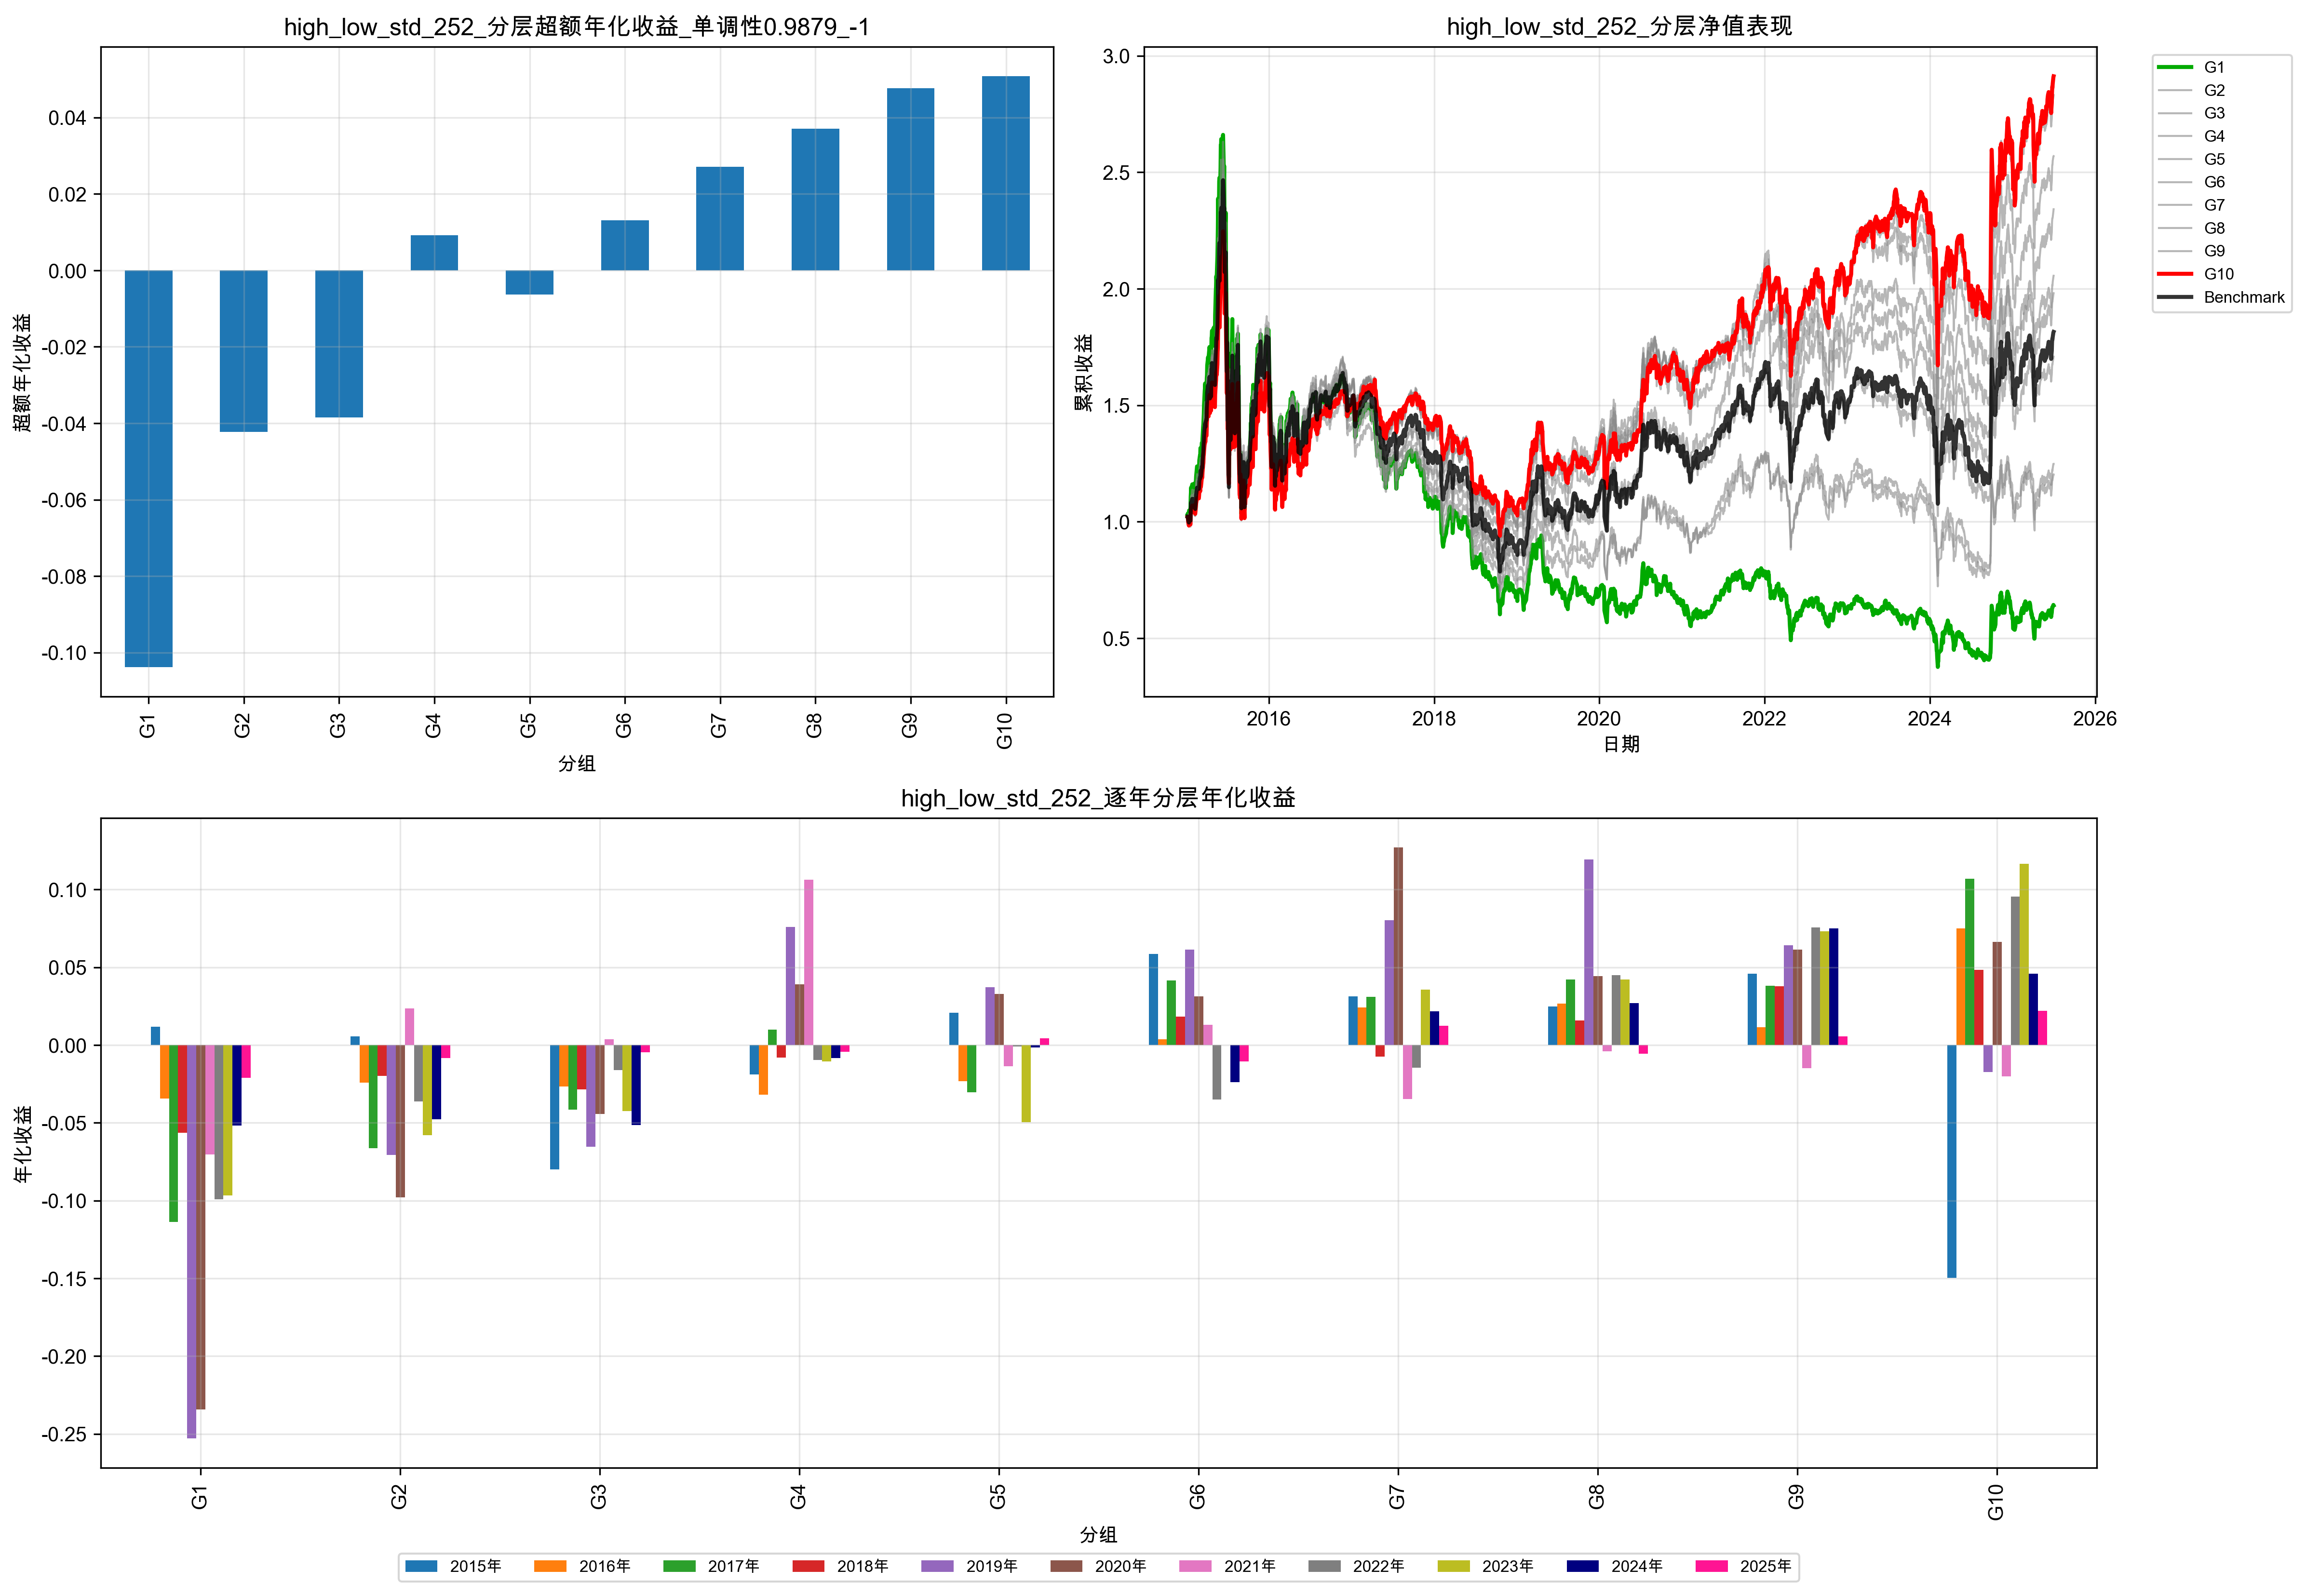 high_low_std_252_分层超额年化收益_单调性0.9879_-1
超额年化收益
0.04
0.02
0.00
-0.02
-0.04
-0.06
-0.08
-0.10
G1
G2
G3
G4
G5
G6
G7
G8
G9
G10
分组
high_low_std_252_分层净值表现
累积收益
3.0
2.5
2.0
1.5
1.0
0.5
2016
2018
2020
2022
2024
2026
日期
G1
G2
G3
G4
G5
G6
G7
G8
G9
G10
Benchmark
high_low_std_252_逐年分层年化收益
年化收益
0.10
0.05
0.00
-0.05
-0.10
-0.15
-0.20
-0.25
G1
G2
G3
G4
G5
G6
G7
G8
G9
G10
分组
2015年
2016年
2017年
2018年
2019年
2020年
2021年
2022年
2023年
2024年
2025年